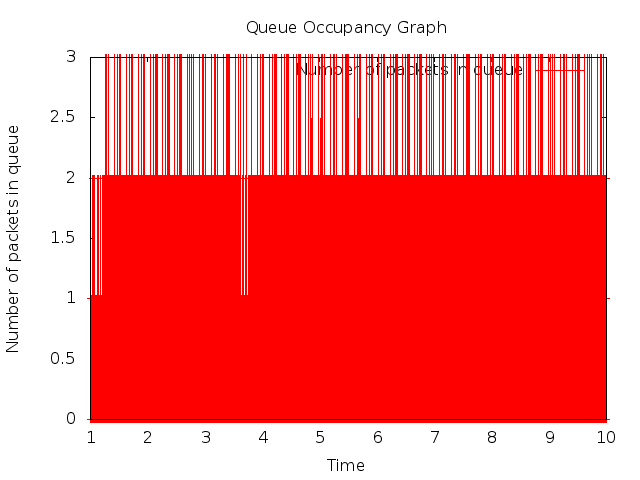 Queue Occupancy Graph
Number of packets in queue
3
2.5
2
1.5
1
0.5
0
Number of packets in queue
1 2 3 4 5 6 7 8 9 10
Time